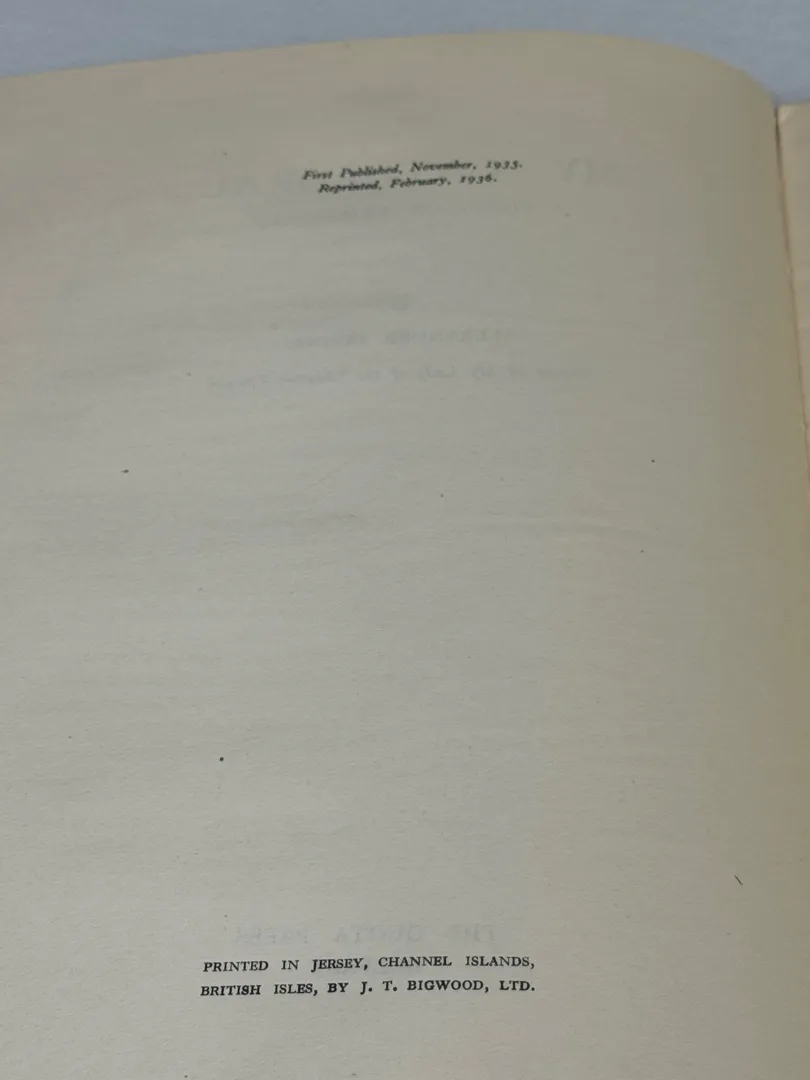 First Published, November, 1935.
Reprinted, February, 1936.
PRINTED IN JERSEY, CHANNEL ISLANDS,
BRITISH ISLES, BY J. T. BIGWOOD, LTD.